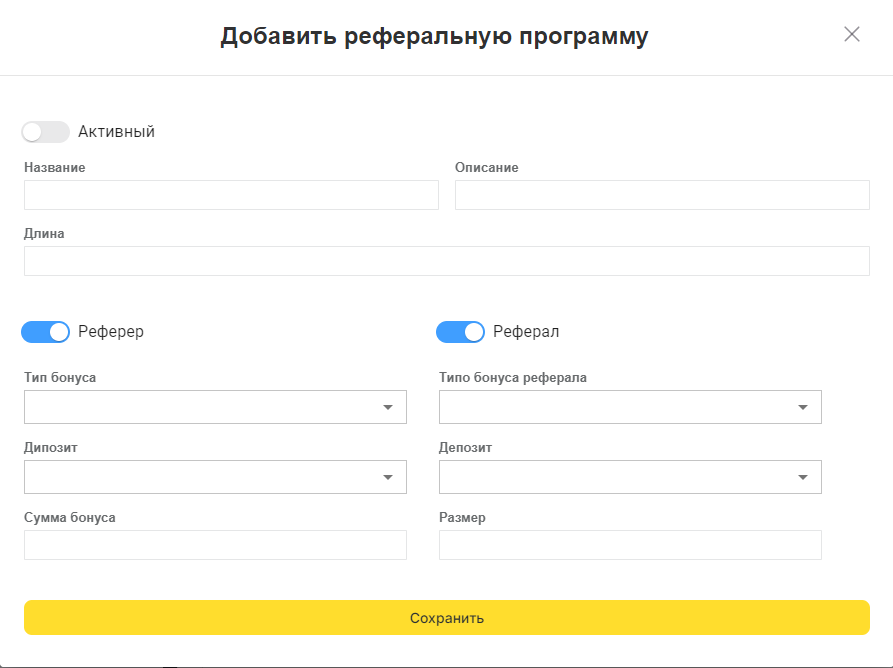 Добавить реферальную программу
Активный
Название
Описание
Длина
Реферер
Реферал
Тип бонуса
Типо бонуса реферала
Дипозит
Депозит
Сумма бонуса
Размер
Сохранить